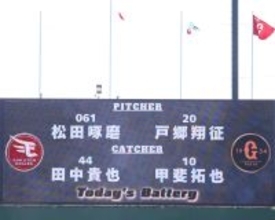 PITCHER
061 20
松田啄磨 戸郷翔征
CATCHER
44 10
田中貴也 甲斐拓也
Today's Battery